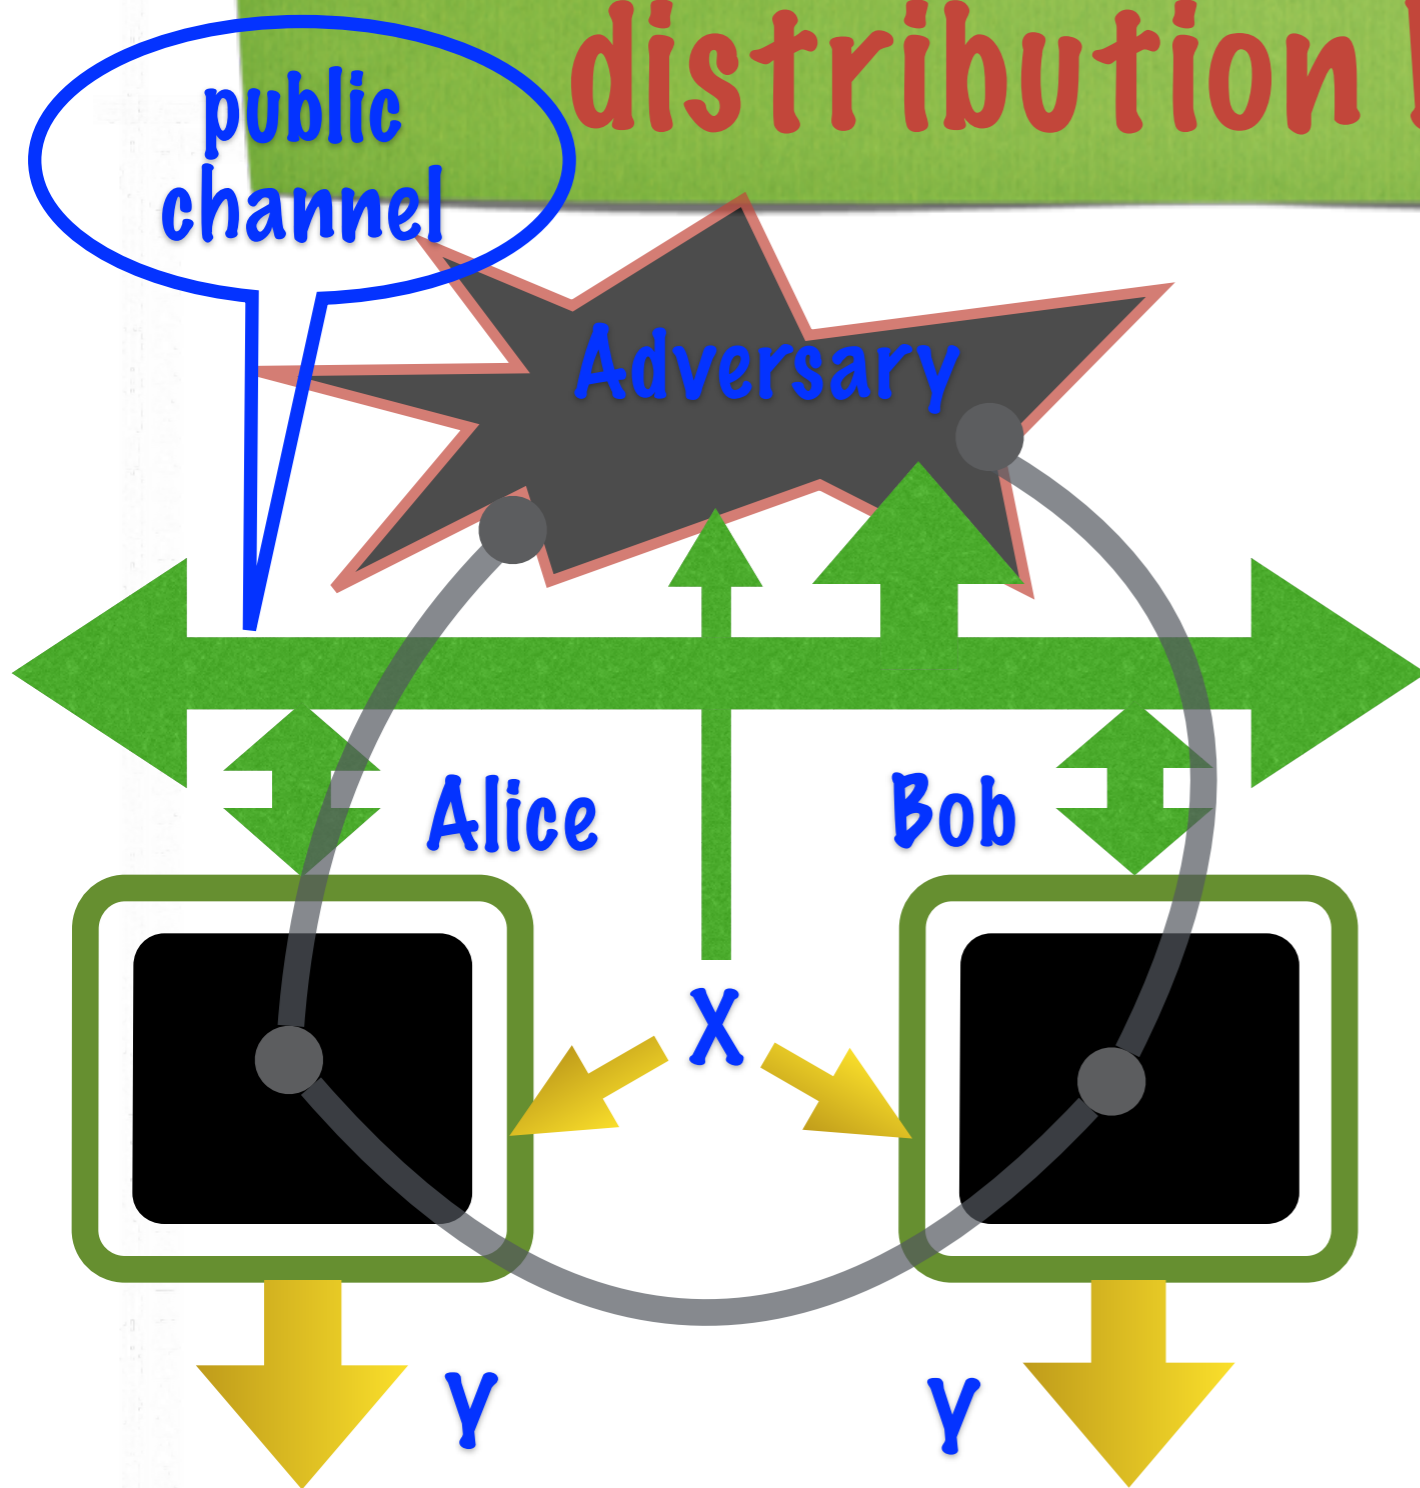 distribution
public
channel
Adversary
Alice
Bob
X
Y
Y